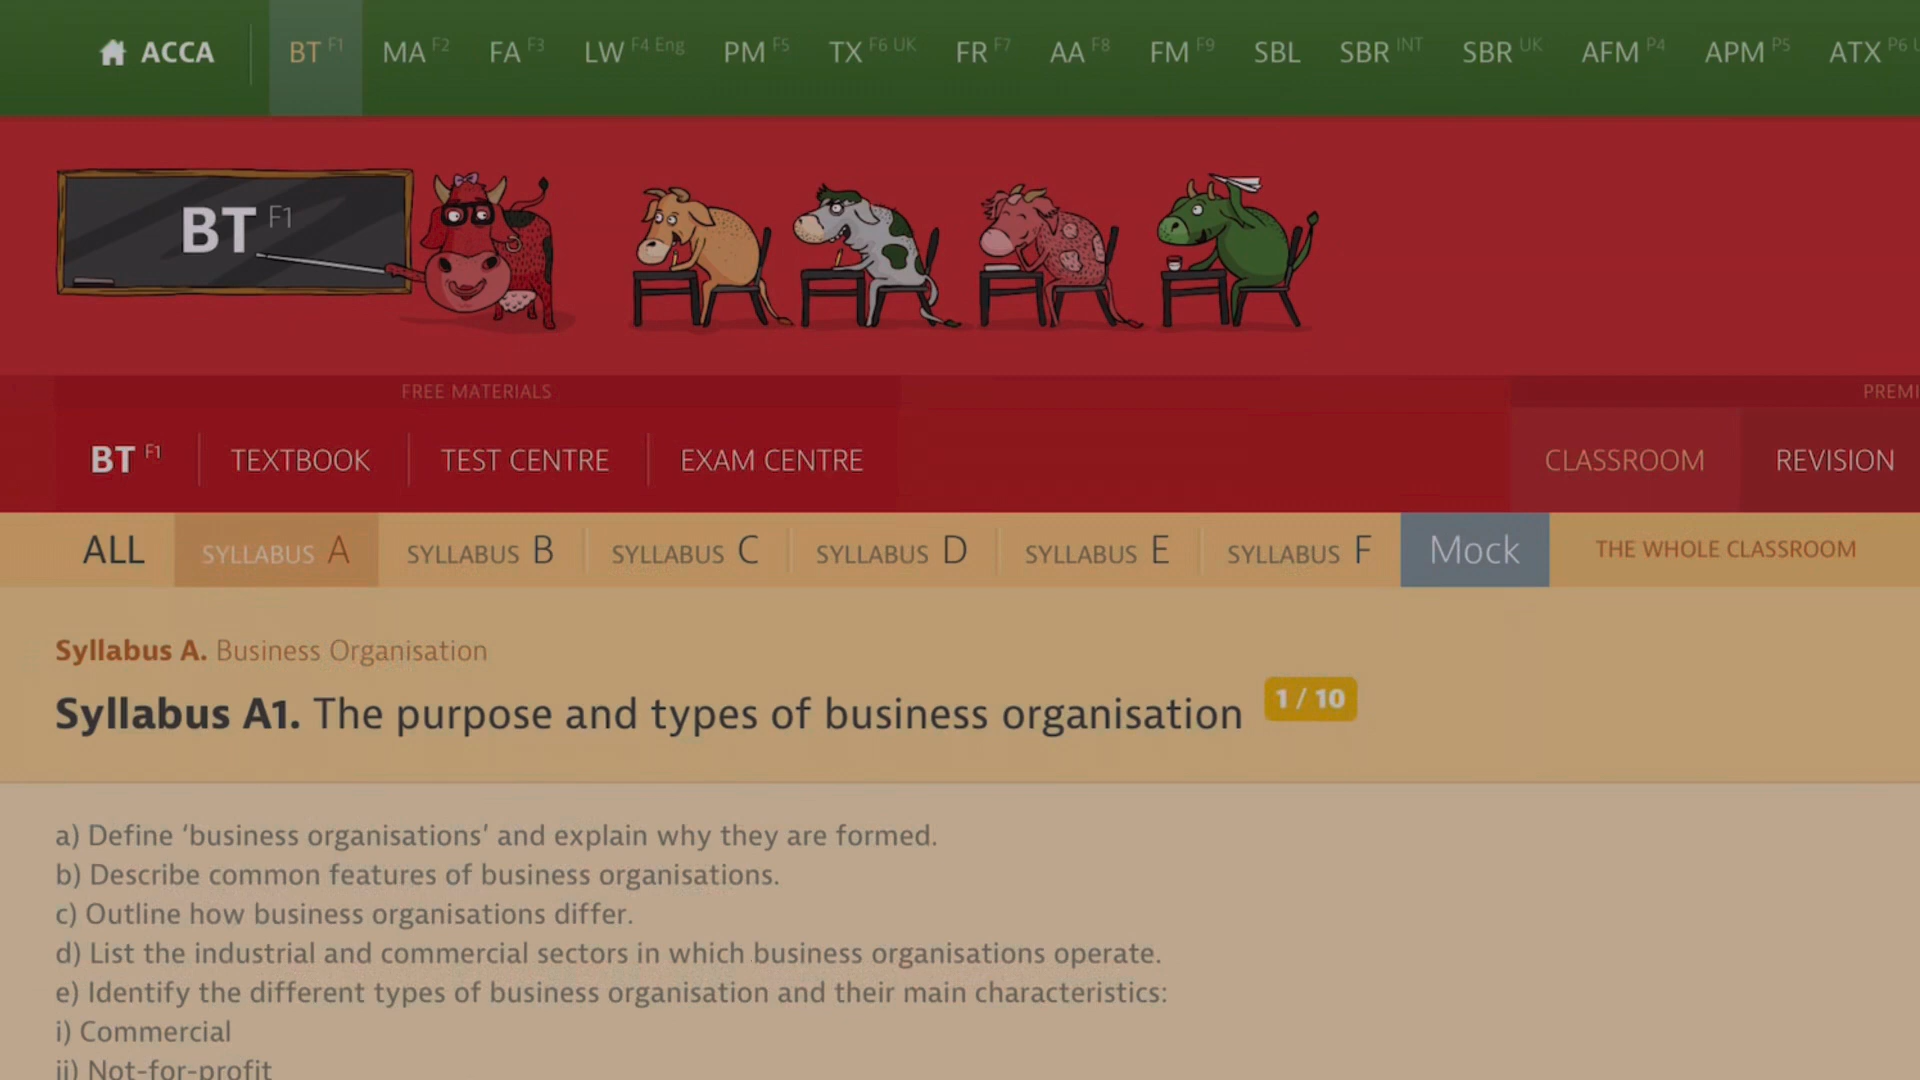 ACCA BT F1 MA F2 FA F3 LW F4 Eng PM F5 TX F6 UK FR F7 AA F8 FM F9 SBL SBR INT SBR UK AFM P4 APM P5 ATX P6
BT F1
FREE MATERIALS
BT F1 TEXTBOOK TEST CENTRE EXAM CENTRE CLASSROOM REVISION
ALL SYLLABUS A SYLLABUS B SYLLABUS C SYLLABUS D SYLLABUS E SYLLABUS F Mock THE WHOLE CLASSROOM
Syllabus A. Business Organisation
Syllabus A1. The purpose and types of business organisation 1 / 10
a) Define ‘business organisations’ and explain why they are formed.
b) Describe common features of business organisations.
c) Outline how business organisations differ.
d) List the industrial and commercial sectors in which business organisations operate.
e) Identify the different types of business organisation and their main characteristics:
i) Commercial
ii) Not-for-profit